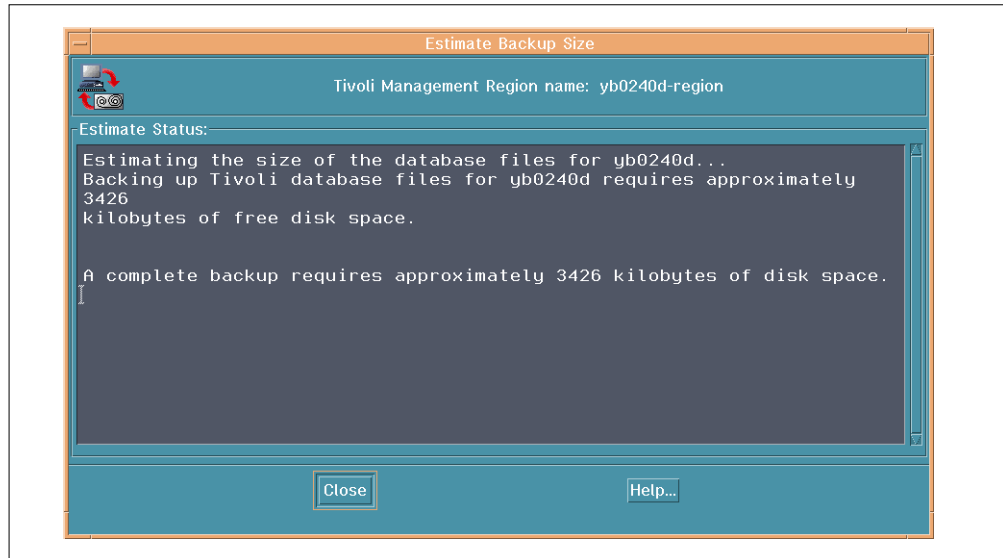 Estimate Backup Size
Tivoli Management Region name: yb0240d-region
Estimate Status:
Estimating the size of the database files for yb0240d...
Backing up Tivoli database files for yb0240d requires approximately
3426
kilobytes of free disk space.
A complete backup requires approximately 3426 kilobytes of disk space.
Close
Help...